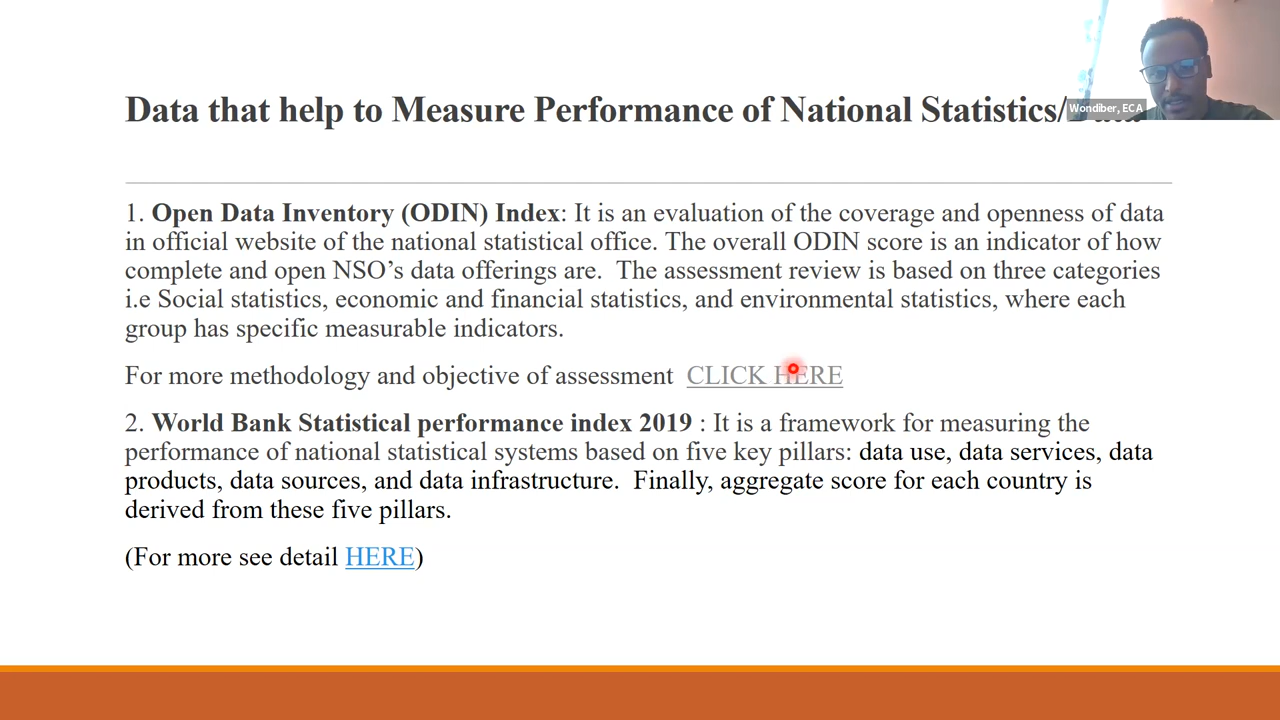 Wondiber, ECA
Data that help to Measure Performance of National Statistics/Data
1. Open Data Inventory (ODIN) Index: It is an evaluation of the coverage and openness of data
in official website of the national statistical office. The overall ODIN score is an indicator of how
complete and open NSO’s data offerings are.  The assessment review is based on three categories
i.e Social statistics, economic and financial statistics, and environmental statistics, where each
group has specific measurable indicators.
For more methodology and objective of assessment  CLICK HERE
2. World Bank Statistical performance index 2019 : It is a framework for measuring the
performance of national statistical systems based on five key pillars: data use, data services, data
products, data sources, and data infrastructure.  Finally, aggregate score for each country is
derived from these five pillars.
(For more see detail HERE)